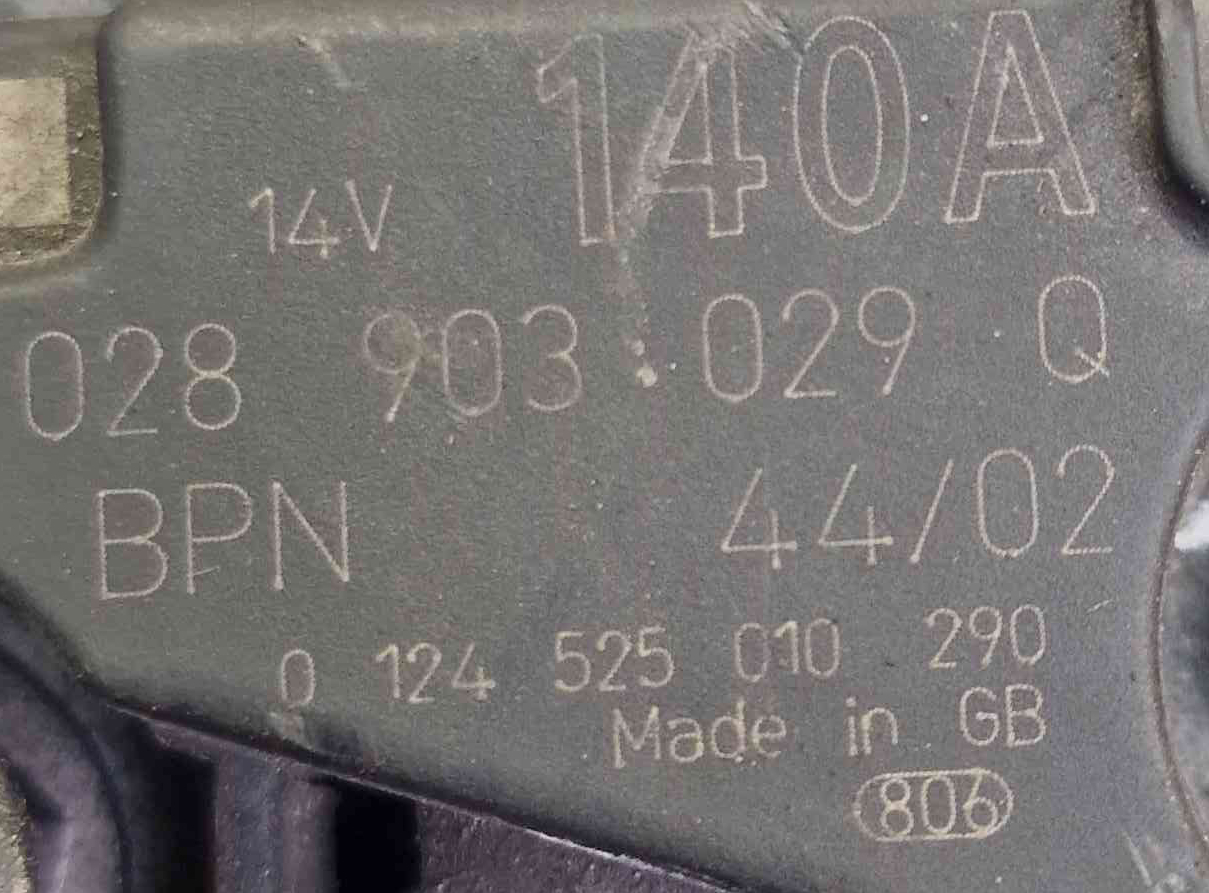 14V 140A
028 903 029 Q
BPN 44/02
0 124 525 010 290
Made in GB
806